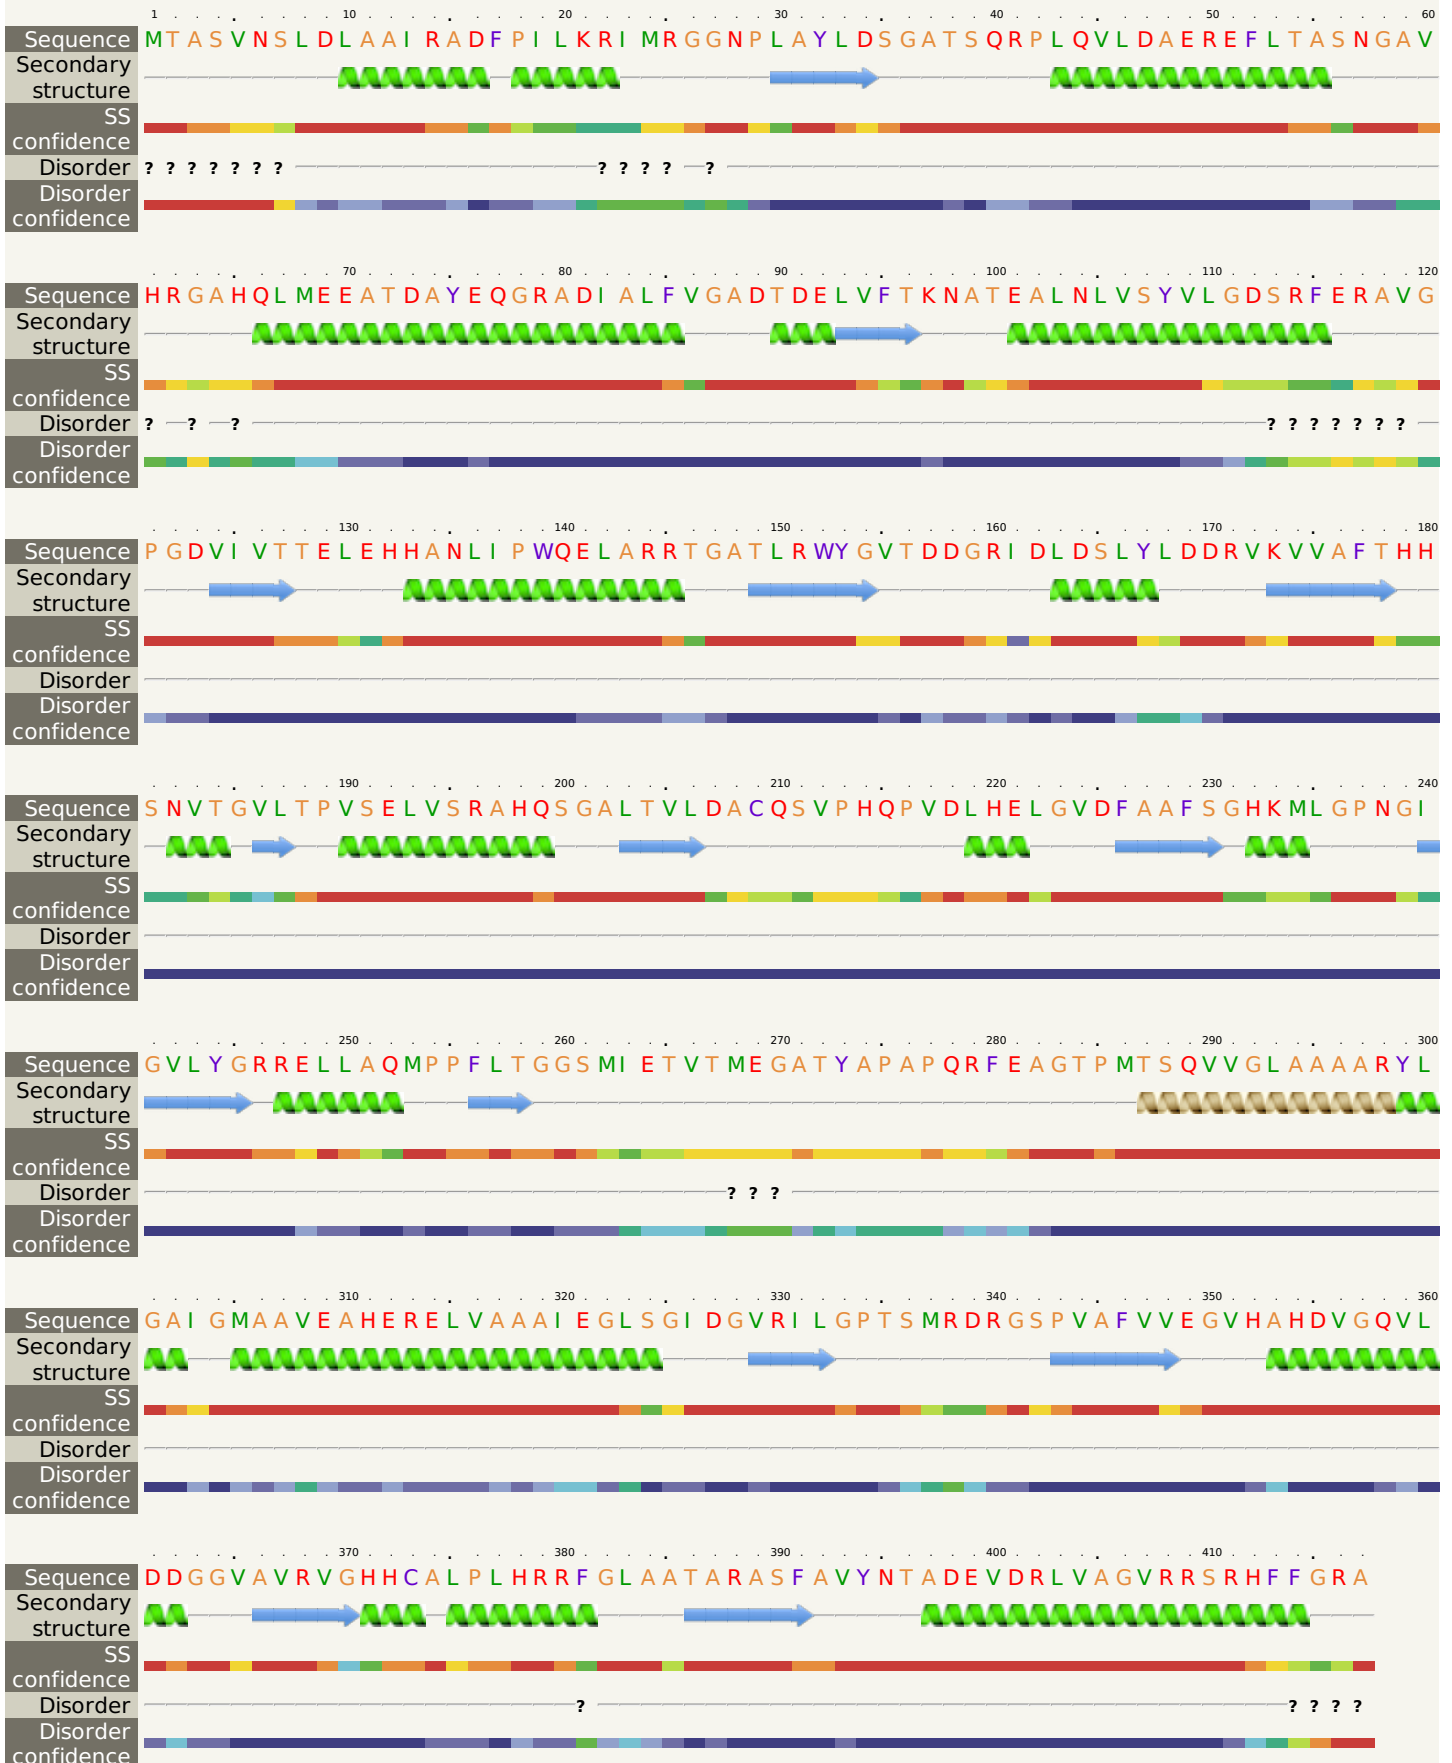 1 10 20 30 40 50 60
Sequence MTASVNSLDLAAIRADFPILKRIMRGGNPLAYLDSGATSQRPLQVLDAEREFLTASNGAV
Secondary
structure
SS
confidence
Disorder ? ? ? ? ? ? ? ? ? ? ? ?
Disorder
confidence
70 80 90 100 110 120
Sequence HRGAHQLMEEATDAYEQGRADIALFVGADTDELVFTKNATEALNLVSYVLGDSRFERAVG
Secondary
structure
SS
confidence
Disorder ? ? ? ? ? ? ? ? ? ?
Disorder
confidence
130 140 150 160 170 180
Sequence PGDVIVTTELEHHANLIPWQELARRTGATLRWYGVTDDGRIDLDSLYLDDRVKVVAFTHH
Secondary
structure
SS
confidence
Disorder
Disorder
confidence
190 200 210 220 230 240
Sequence SNVTGVLTPVSELVSRAHQSGALTVLDACQSVPHQPVDLHELGVDFAAFSGHKMLGPNGI
Secondary
structure
SS
confidence
Disorder
Disorder
confidence
250 260 270 280 290 300
Sequence GVLYGRRELLAQMPPFLTGGSMIETVTMEGATYAPAPQRFEAGTPMTSQVVGLAAAARYL
Secondary
structure
SS
confidence
Disorder ? ? ?
Disorder
confidence
310 320 330 340 350 360
Sequence GAIGMAAVEAHERELVAAAIEGLSGIDGVRILGPTSMRDRGSPVAFVVEGVHAHDVGQVL
Secondary
structure
SS
confidence
Disorder
Disorder
confidence
370 380 390 400 410
Sequence DDGGVAVRVGHHCALPLHRRFGLAATARASFAVYNTADEVDRLVAGVRRSRHFFGRA
Secondary
structure
SS
confidence
Disorder ? ? ? ? ?
Disorder
confidence